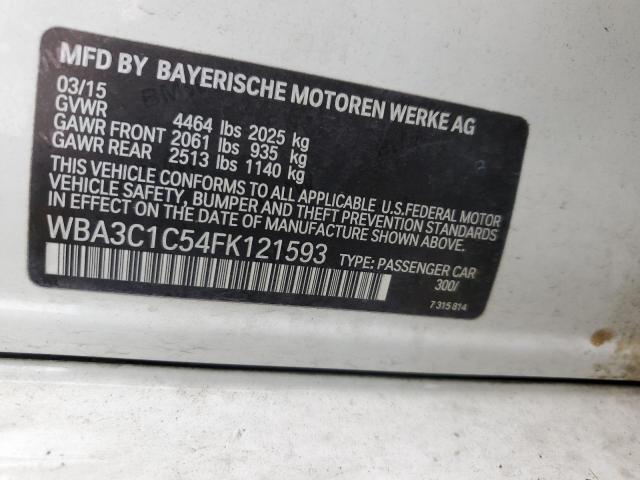 MFD BY BAYERISCHE MOTOREN WERKE AG
03/15
GVWR 4464 lbs 2025 kg
GAWR FRONT 2061 lbs 935 kg
GAWR REAR 2513 lbs 1140 kg
THIS VEHICLE CONFORMS TO ALL APPLICABLE U.S.FEDERAL MOTOR
VEHICLE SAFETY, BUMPER AND THEFT PREVENTION STANDARDS
IN EFFECT ON THE DATE OF MANUFACTURE SHOWN ABOVE.
WBA3C1C54FK121593 TYPE: PASSENGER CAR
300/
7 315 814